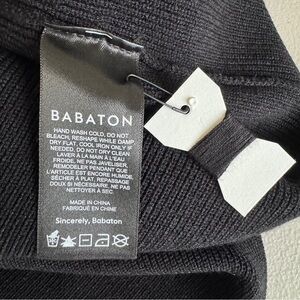 BABATON
HAND WASH COLD, DO NOT
BLEACH, RESHAPE WHILE DAMP
DRY FLAT, COOL IRON ONLY IF
NEEDED, DO NOT DRY CLEAN
LAVER À LA MAIN À L'EAU
FROIDE. NE PAS JAVELLISER.
REMODELER PENDANT QUE
L'ARTICLE EST ENCORE HUMIDE.
SÉCHER À PLAT, REPASSAGE
DOUX SI NÉCESSAIRE, NE PAS
NETTOYER À SEC.
MADE IN CHINA
FABRIQUÉ EN CHINE
Sincerely, Babaton